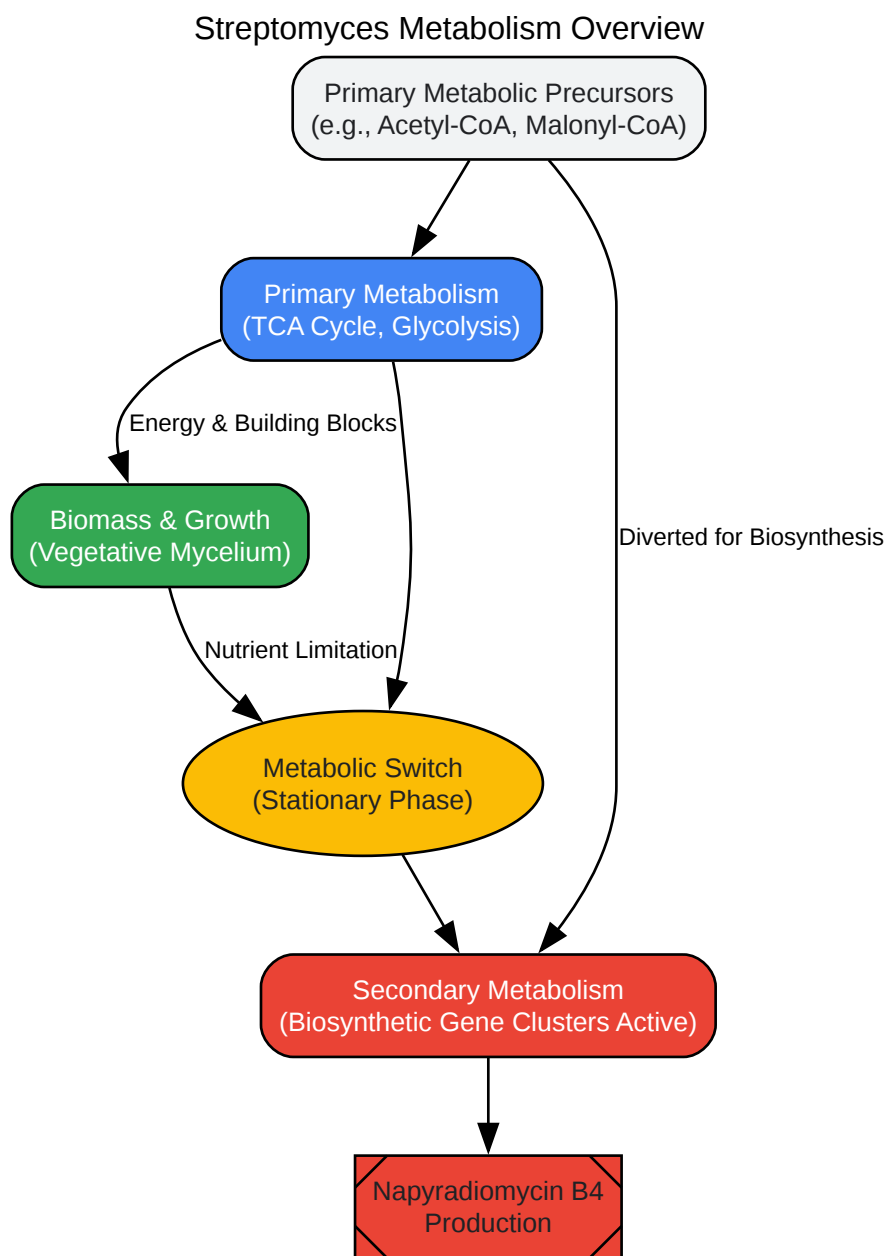 Streptomyces Metabolism Overview
Primary Metabolic Precursors
(e.g., Acetyl-CoA, Malonyl-CoA)
Primary Metabolism
(TCA Cycle, Glycolysis)
Energy & Building Blocks
Biomass & Growth
(Vegetative Mycelium)
Diverted for Biosynthesis
Nutrient Limitation
Metabolic Switch
(Stationary Phase)
Secondary Metabolism
(Biosynthetic Gene Clusters Active)
Napyradiomycin B4
Production